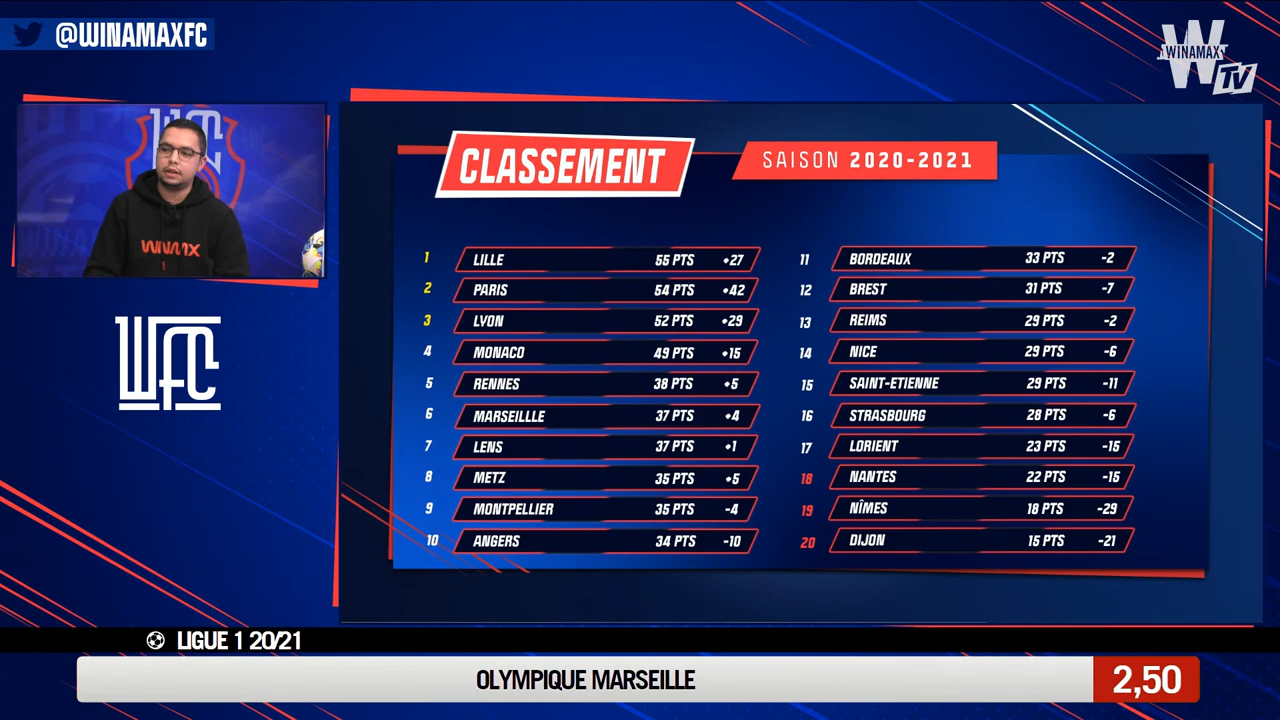 @WINAMAXFC
WINAMAX
TV
WINAMX
WFC
CLASSEMENT
SAISON 2020-2021
1 LILLE 55 PTS +27
2 PARIS 54 PTS +42
3 LYON 52 PTS +29
4 MONACO 49 PTS +15
5 RENNES 38 PTS +5
6 MARSEILLLE 37 PTS +4
7 LENS 37 PTS +1
8 METZ 35 PTS +5
9 MONTPELLIER 35 PTS -4
10 ANGERS 34 PTS -10
11 BORDEAUX 33 PTS -2
12 BREST 31 PTS -7
13 REIMS 29 PTS -2
14 NICE 29 PTS -6
15 SAINT-ETIENNE 29 PTS -11
16 STRASBOURG 28 PTS -6
17 LORIENT 23 PTS -15
18 NANTES 22 PTS -15
19 NÎMES 18 PTS -29
20 DIJON 15 PTS -21
LIGUE 1 20/21
OLYMPIQUE MARSEILLE 2,50